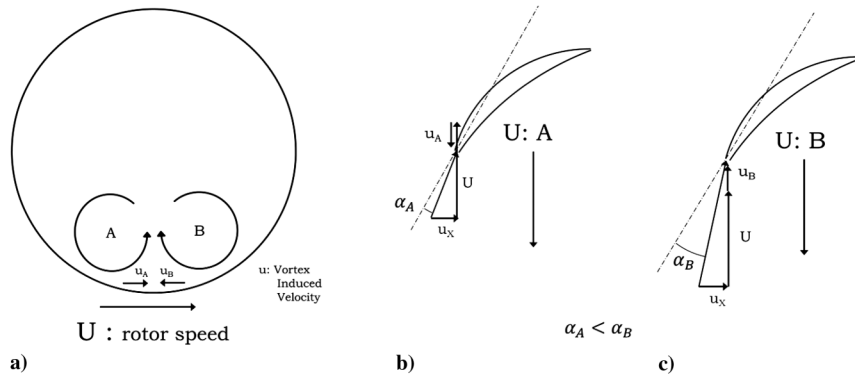 A
B
u_A
u_B
u: Vortex
Induced
Velocity
U : rotor speed
a)
u_A
U: A
U
α_A
u_X
b)
α_A < α_B
U: B
u_B
U
α_B
u_X
c)